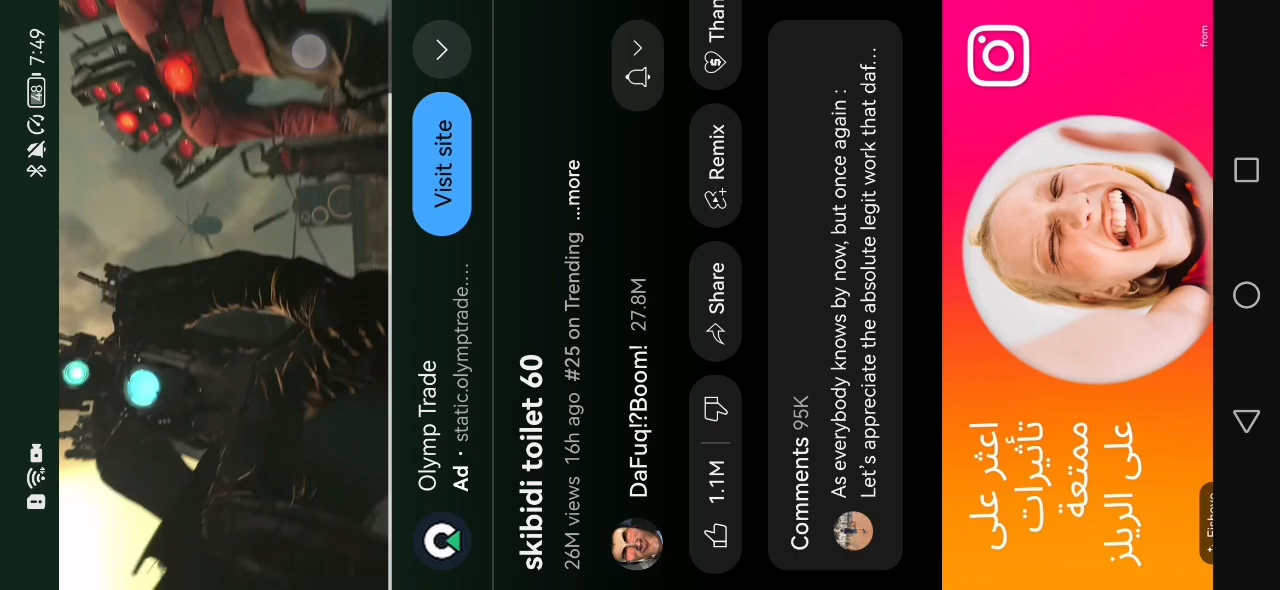 7:49
48
Olymp Trade
Ad · static.olymptrade....
Visit site
skibidi toilet 60
26M views 16h ago #25 on Trending ...more
DaFuq!?Boom! 27.8M
1.1M
Share
Remix
Than
Comments 95K
As everybody knows by now, but once again :
Let's appreciate the absolute legit work that daf...
اعثر على
تأثيرات
ممتعة
على الريلز
from